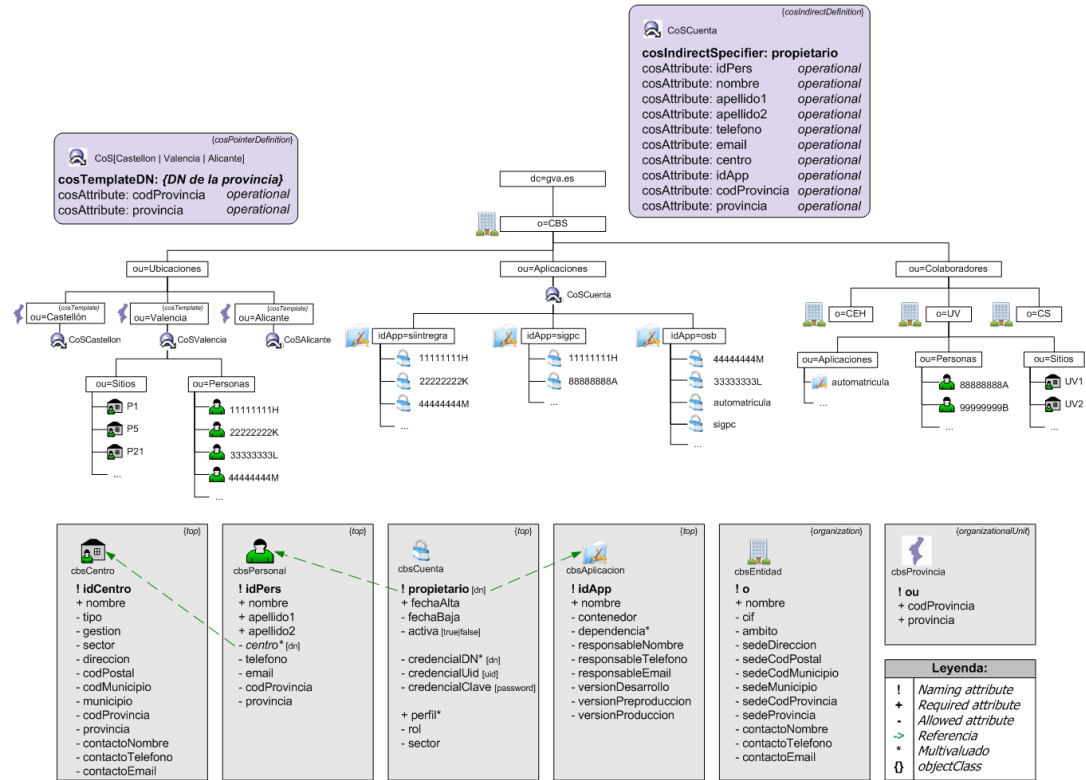 {cosIndirectDefinition}
CoSCuenta
cosIndirectSpecifier: propietario
cosAttribute: idPers operational
cosAttribute: nombre operational
cosAttribute: apellido1 operational
cosAttribute: apellido2 operational
cosAttribute: telefono operational
cosAttribute: email operational
cosAttribute: centro operational
cosAttribute: idApp operational
cosAttribute: codProvincia operational
cosAttribute: provincia operational
{cosPointerDefinition}
CoS[Castellon | Valencia | Alicante]
cosTemplateDN: {DN de la provincia}
cosAttribute: codProvincia operational
cosAttribute: provincia operational
dc=gva.es
o=CBS
ou=Ubicaciones
ou=Aplicaciones
ou=Colaboradores
CoSCuenta
{cosTemplate}
ou=Castellón
{cosTemplate}
ou=Valencia
{cosTemplate}
ou=Alicante
CoSCastellon
CoSValencia
CoSAlicante
ou=Sitios
P1
P5
P21
...
ou=Personas
11111111H
22222222K
33333333L
44444444M
...
idApp=siintregra
11111111H
22222222K
44444444M
...
idApp=sigpc
11111111H
88888888A
...
idApp=osb
44444444M
33333333L
automatricula
sigpc
...
o=CEH
o=UV
o=CS
ou=Aplicaciones
automatricula
...
ou=Personas
88888888A
99999999B
...
ou=Sitios
UV1
UV2
...
{top}
cbsCentro
! idCentro
+ nombre
- tipo
- gestion
- sector
- direccion
- codPostal
- codMunicipio
- municipio
- codProvincia
- provincia
- contactoNombre
- contactoTelefono
- contactoEmail
{top}
cbsPersonal
! idPers
+ nombre
+ apellido1
+ apellido2
- centro* [dn]
- telefono
- email
- codProvincia
- provincia
{top}
cbsCuenta
! propietario [dn]
+ fechaAlta
- fechaBaja
- activa [true|false]
- credencialDN* [dn]
- credencialUid [uid]
- credencialClave [password]
+ perfil*
- rol
- sector
{top}
cbsAplicacion
! idApp
+ nombre
- contenedor
- dependencia*
- responsableNombre
- responsableTelefono
- responsableEmail
- versionDesarrollo
- versionPreproduccion
- versionProduccion
{organization}
cbsEntidad
! o
+ nombre
- cif
- ambito
- sedeDireccion
- sedeCodPostal
- sedeCodMunicipio
- sedeMunicipio
- sedeCodProvincia
- sedeProvincia
- contactoNombre
- contactoTelefono
- contactoEmail
{organizationalUnit}
cbsProvincia
! ou
+ codProvincia
+ provincia
Leyenda:
! Naming attribute
+ Required attribute
- Allowed attribute
-> Referencia
* Multivaluado
{} objectClass